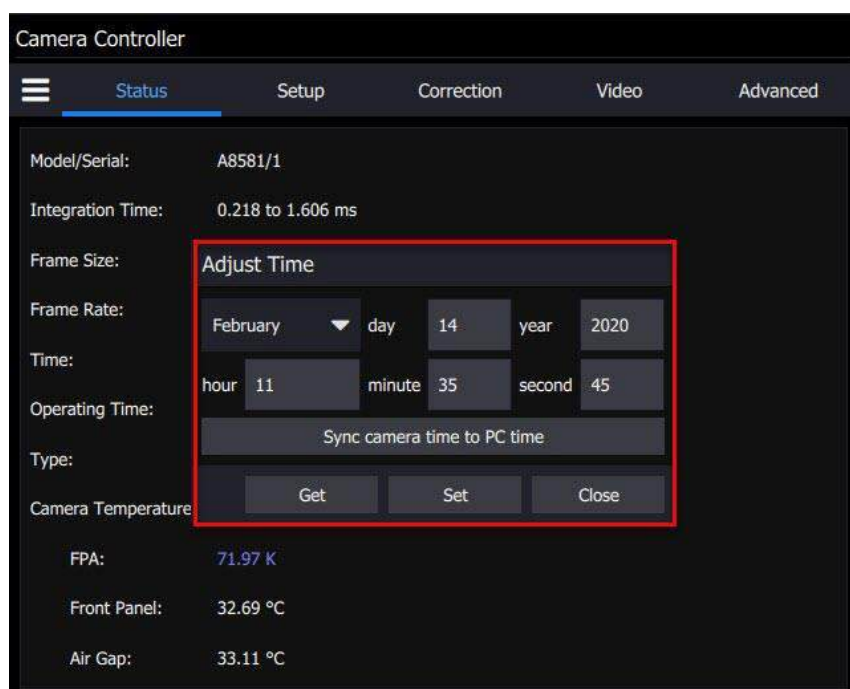 Camera Controller
Status Setup Correction Video Advanced
Model/Serial: A8581/1
Integration Time: 0.218 to 1.606 ms
Frame Size:
Adjust Time
Frame Rate:
February day 14 year 2020
Time:
hour 11 minute 35 second 45
Operating Time:
Sync camera time to PC time
Type:
Get Set Close
Camera Temperature
FPA: 71.97 K
Front Panel: 32.69 °C
Air Gap: 33.11 °C